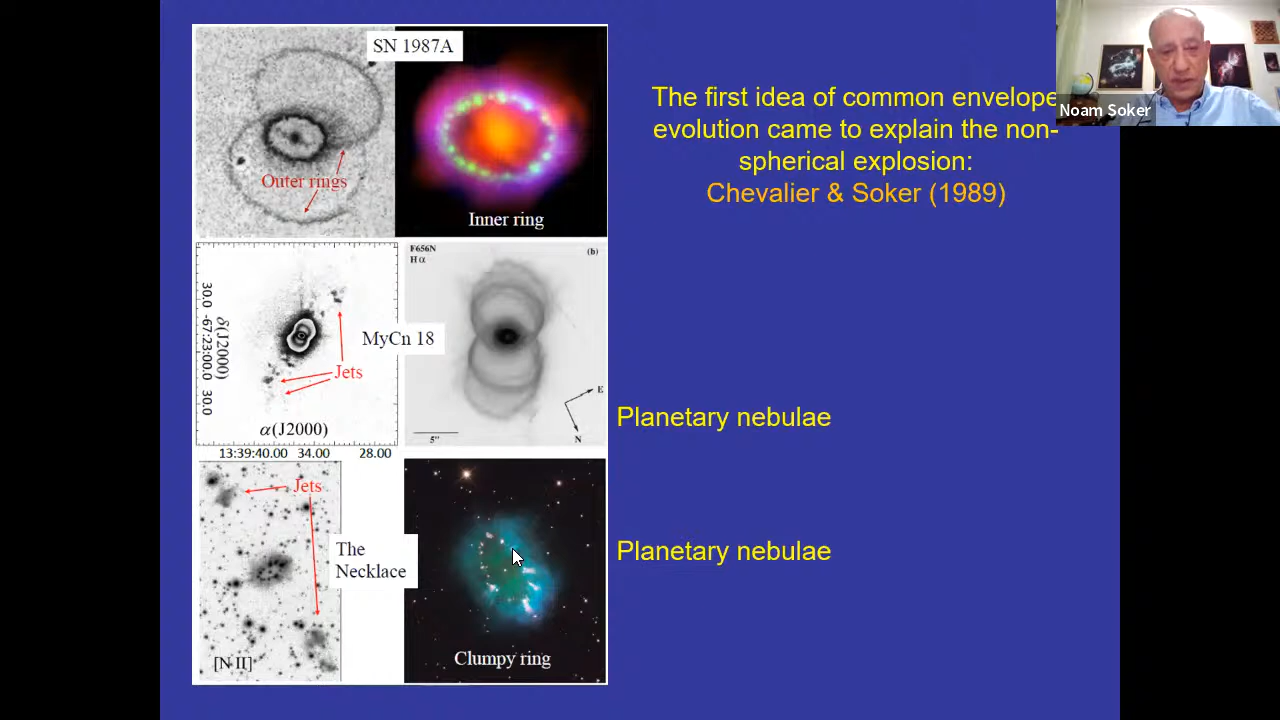 SN 1987A
Outer rings
Inner ring
The first idea of common envelope
evolution came to explain the non-
spherical explosion:
Chevalier & Soker (1989)
Noam Soker
30.0 -67:23:00.0 30.0
δ(J2000)
MyCn 18
Jets
α(J2000)
13:39:40.00 34.00 28.00
F656N
Hα
(b)
5"
E
N
Planetary nebulae
Jets
The
Necklace
[N II]
Clumpy ring
Planetary nebulae